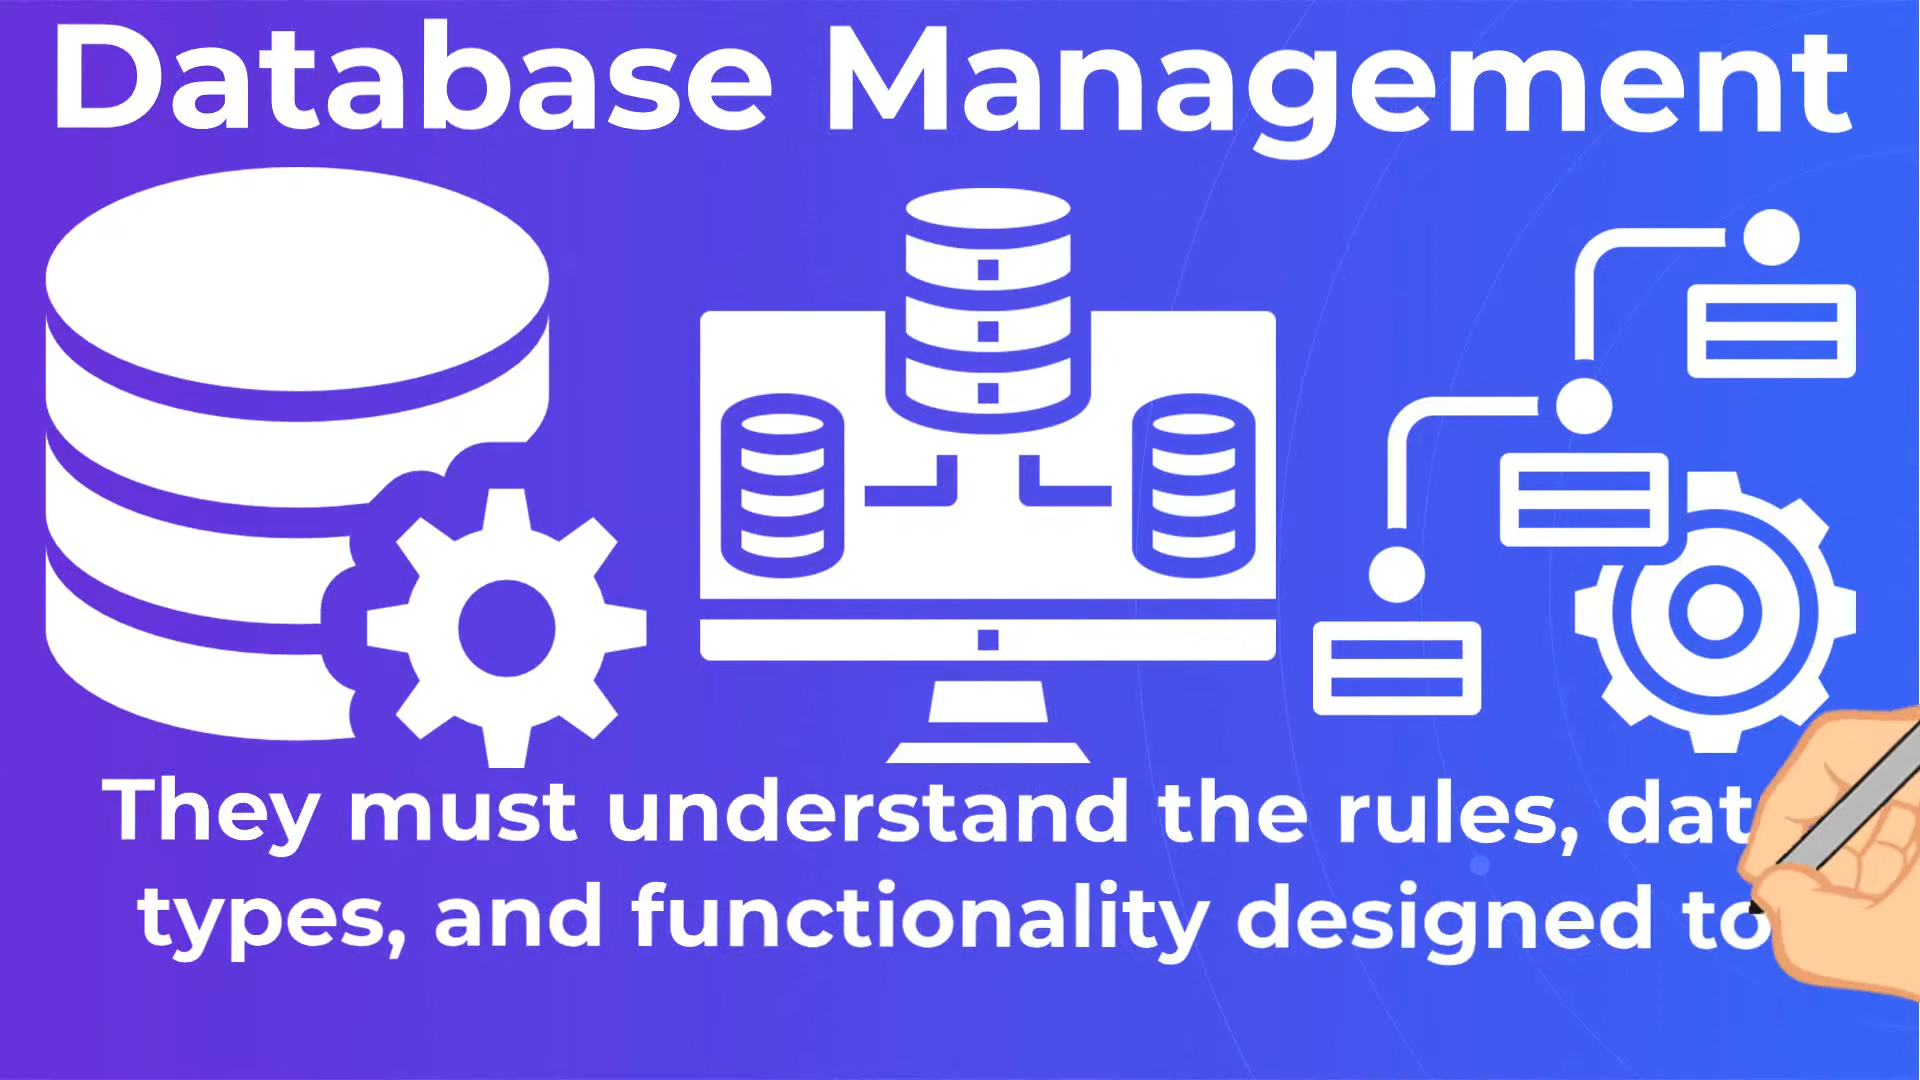 Database Management
They must understand the rules, dat
types, and functionality designed to